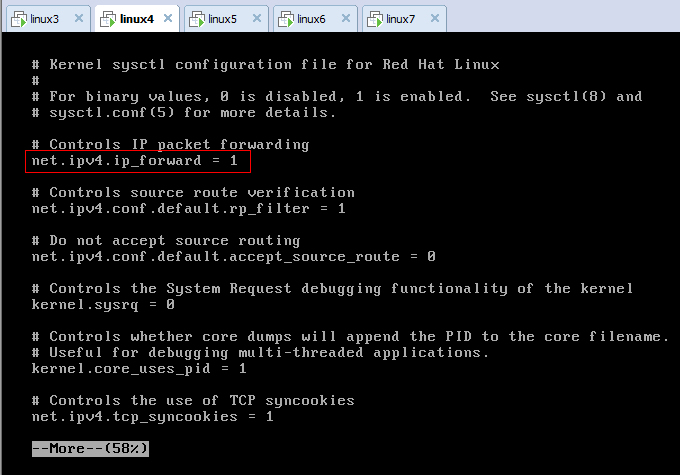 linux3
linux4
linux5
linux6
linux7
# Kernel sysctl configuration file for Red Hat Linux
#
# For binary values, 0 is disabled, 1 is enabled.  See sysctl(8) and
# sysctl.conf(5) for more details.
# Controls IP packet forwarding
net.ipv4.ip_forward = 1
# Controls source route verification
net.ipv4.conf.default.rp_filter = 1
# Do not accept source routing
net.ipv4.conf.default.accept_source_route = 0
# Controls the System Request debugging functionality of the kernel
kernel.sysrq = 0
# Controls whether core dumps will append the PID to the core filename.
# Useful for debugging multi-threaded applications.
kernel.core_uses_pid = 1
# Controls the use of TCP syncookies
net.ipv4.tcp_syncookies = 1
--More--(58%)